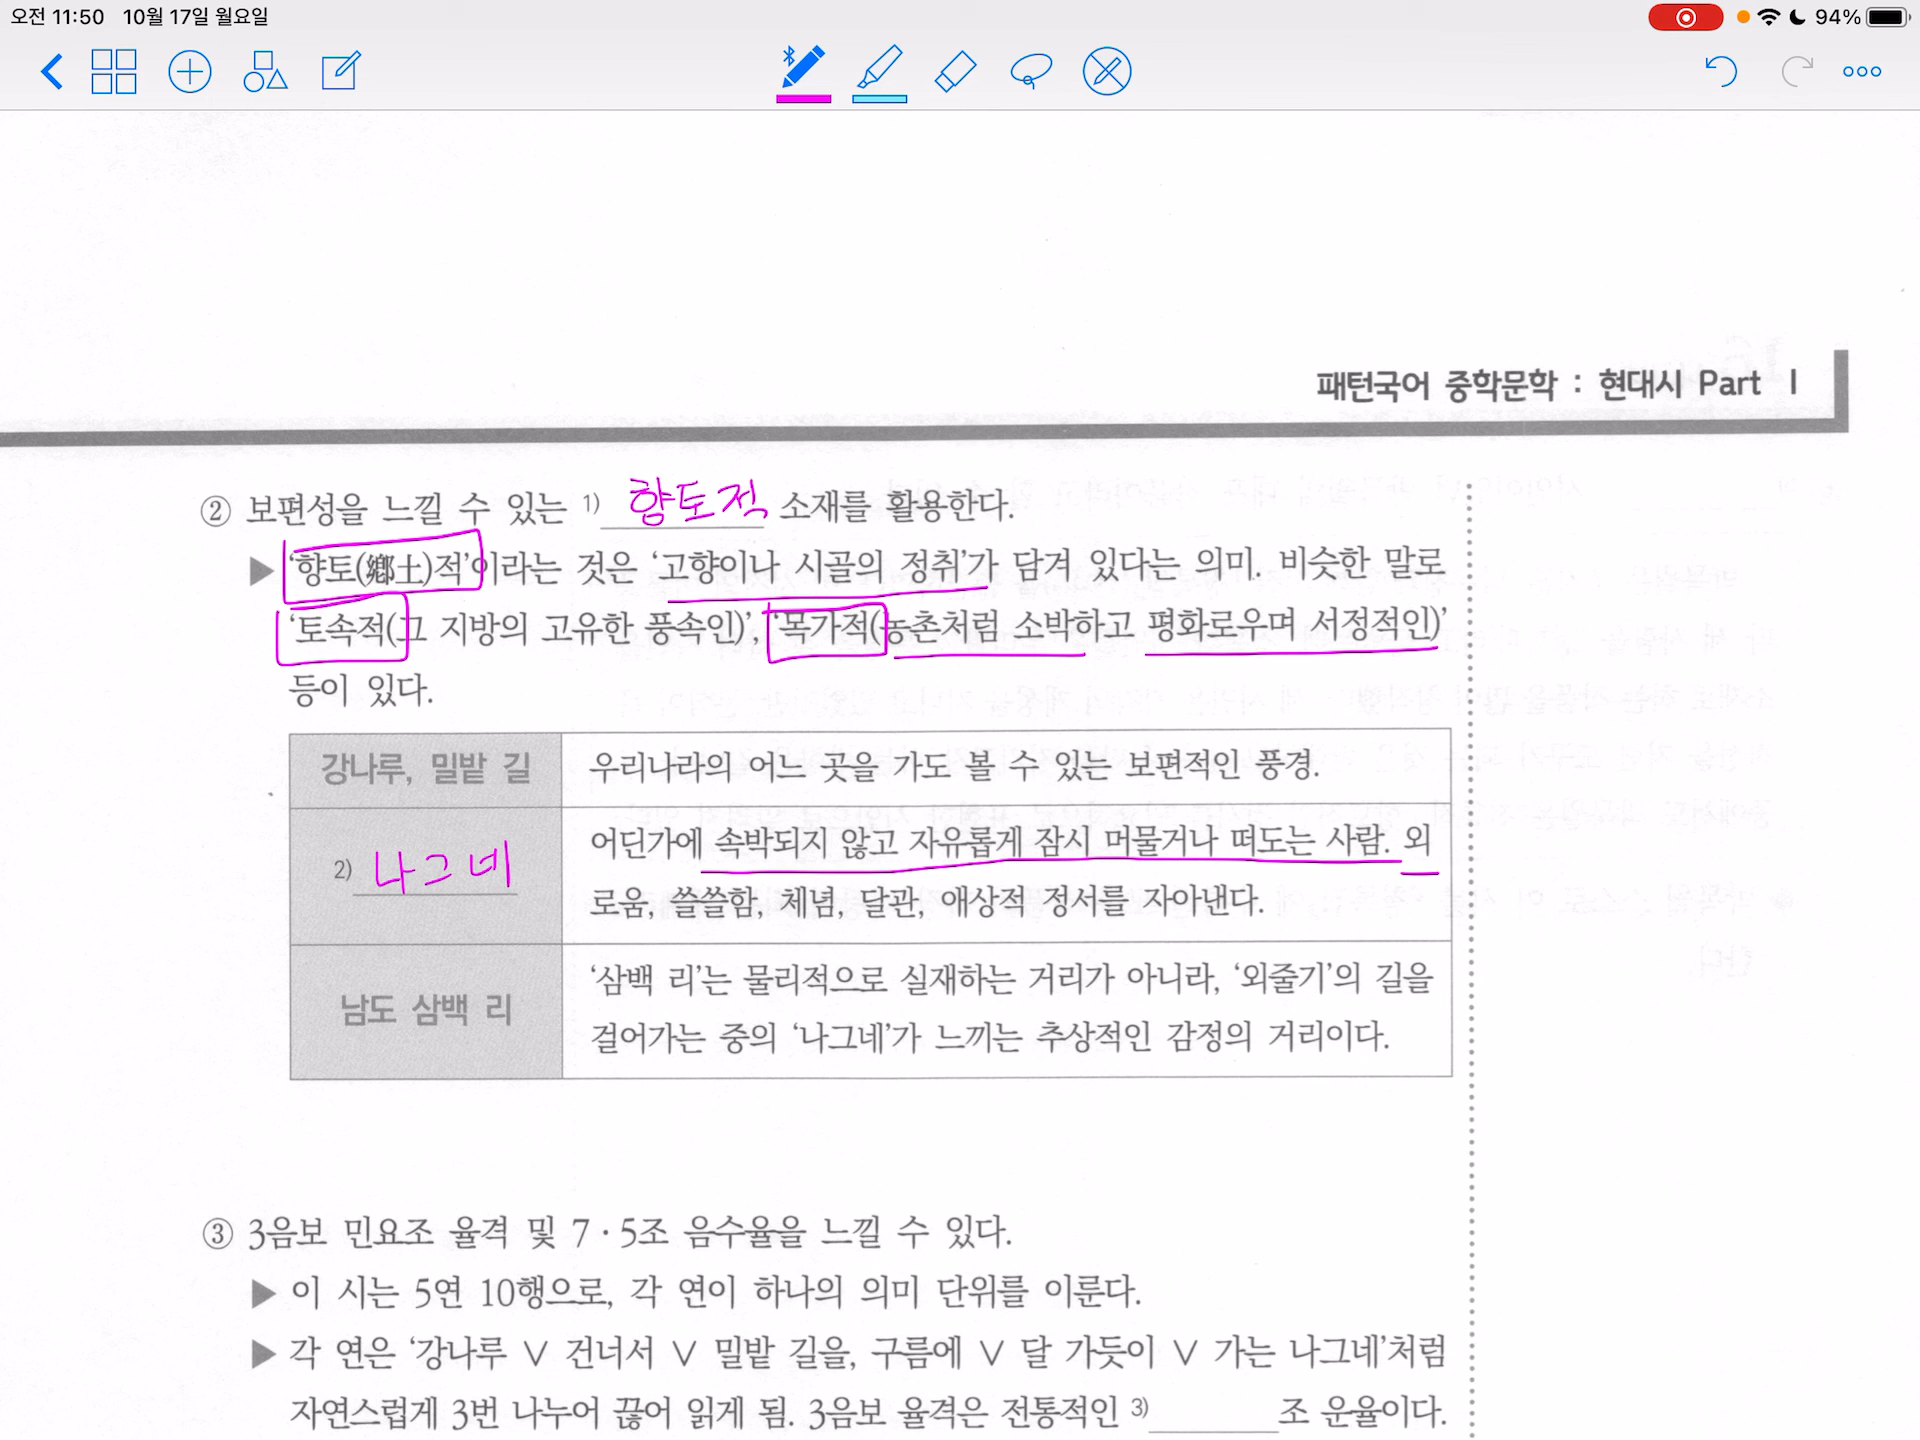 오전 11:50 10월 17일 월요일
94%
패턴국어 중학문학 : 현대시 Part Ⅰ
② 보편성을 느낄 수 있는 1) 향토적 소재를 활용한다.
▶ ‘향토(鄕土)적’이라는 것은 ‘고향이나 시골의 정취’가 담겨 있다는 의미. 비슷한 말로
‘토속적(그 지방의 고유한 풍속인)’, ‘목가적(농촌처럼 소박하고 평화로우며 서정적인)’
등이 있다.
강나루, 밀밭 길
우리나라의 어느 곳을 가도 볼 수 있는 보편적인 풍경.
2) 나그네
어딘가에 속박되지 않고 자유롭게 잠시 머물거나 떠도는 사람. 외
로움, 쓸쓸함, 체념, 달관, 애상적 정서를 자아낸다.
남도 삼백 리
‘삼백 리’는 물리적으로 실재하는 거리가 아니라, ‘외줄기’의 길을
걸어가는 중의 ‘나그네’가 느끼는 추상적인 감정의 거리이다.
③ 3음보 민요조 율격 및 7·5조 음수율을 느낄 수 있다.
▶ 이 시는 5연 10행으로, 각 연이 하나의 의미 단위를 이룬다.
▶ 각 연은 ‘강나루 ∨ 건너서 ∨ 밀밭 길을, 구름에 ∨ 달 가듯이 ∨ 가는 나그네’처럼
자연스럽게 3번 나누어 끊어 읽게 됨. 3음보 율격은 전통적인 3)________조 운율이다.